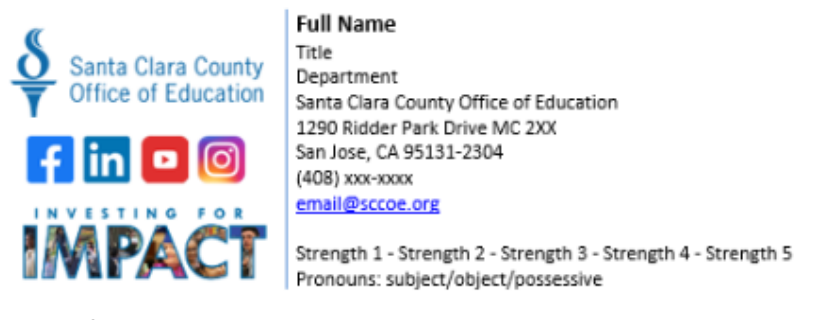 Santa Clara County
Office of Education
INVESTING FOR
IMPACT
Full Name
Title
Department
Santa Clara County Office of Education
1290 Ridder Park Drive MC 2XX
San Jose, CA 95131-2304
(408) xxx-xxxx
email@sccoe.org
Strength 1 - Strength 2 - Strength 3 - Strength 4 - Strength 5
Pronouns: subject/object/possessive